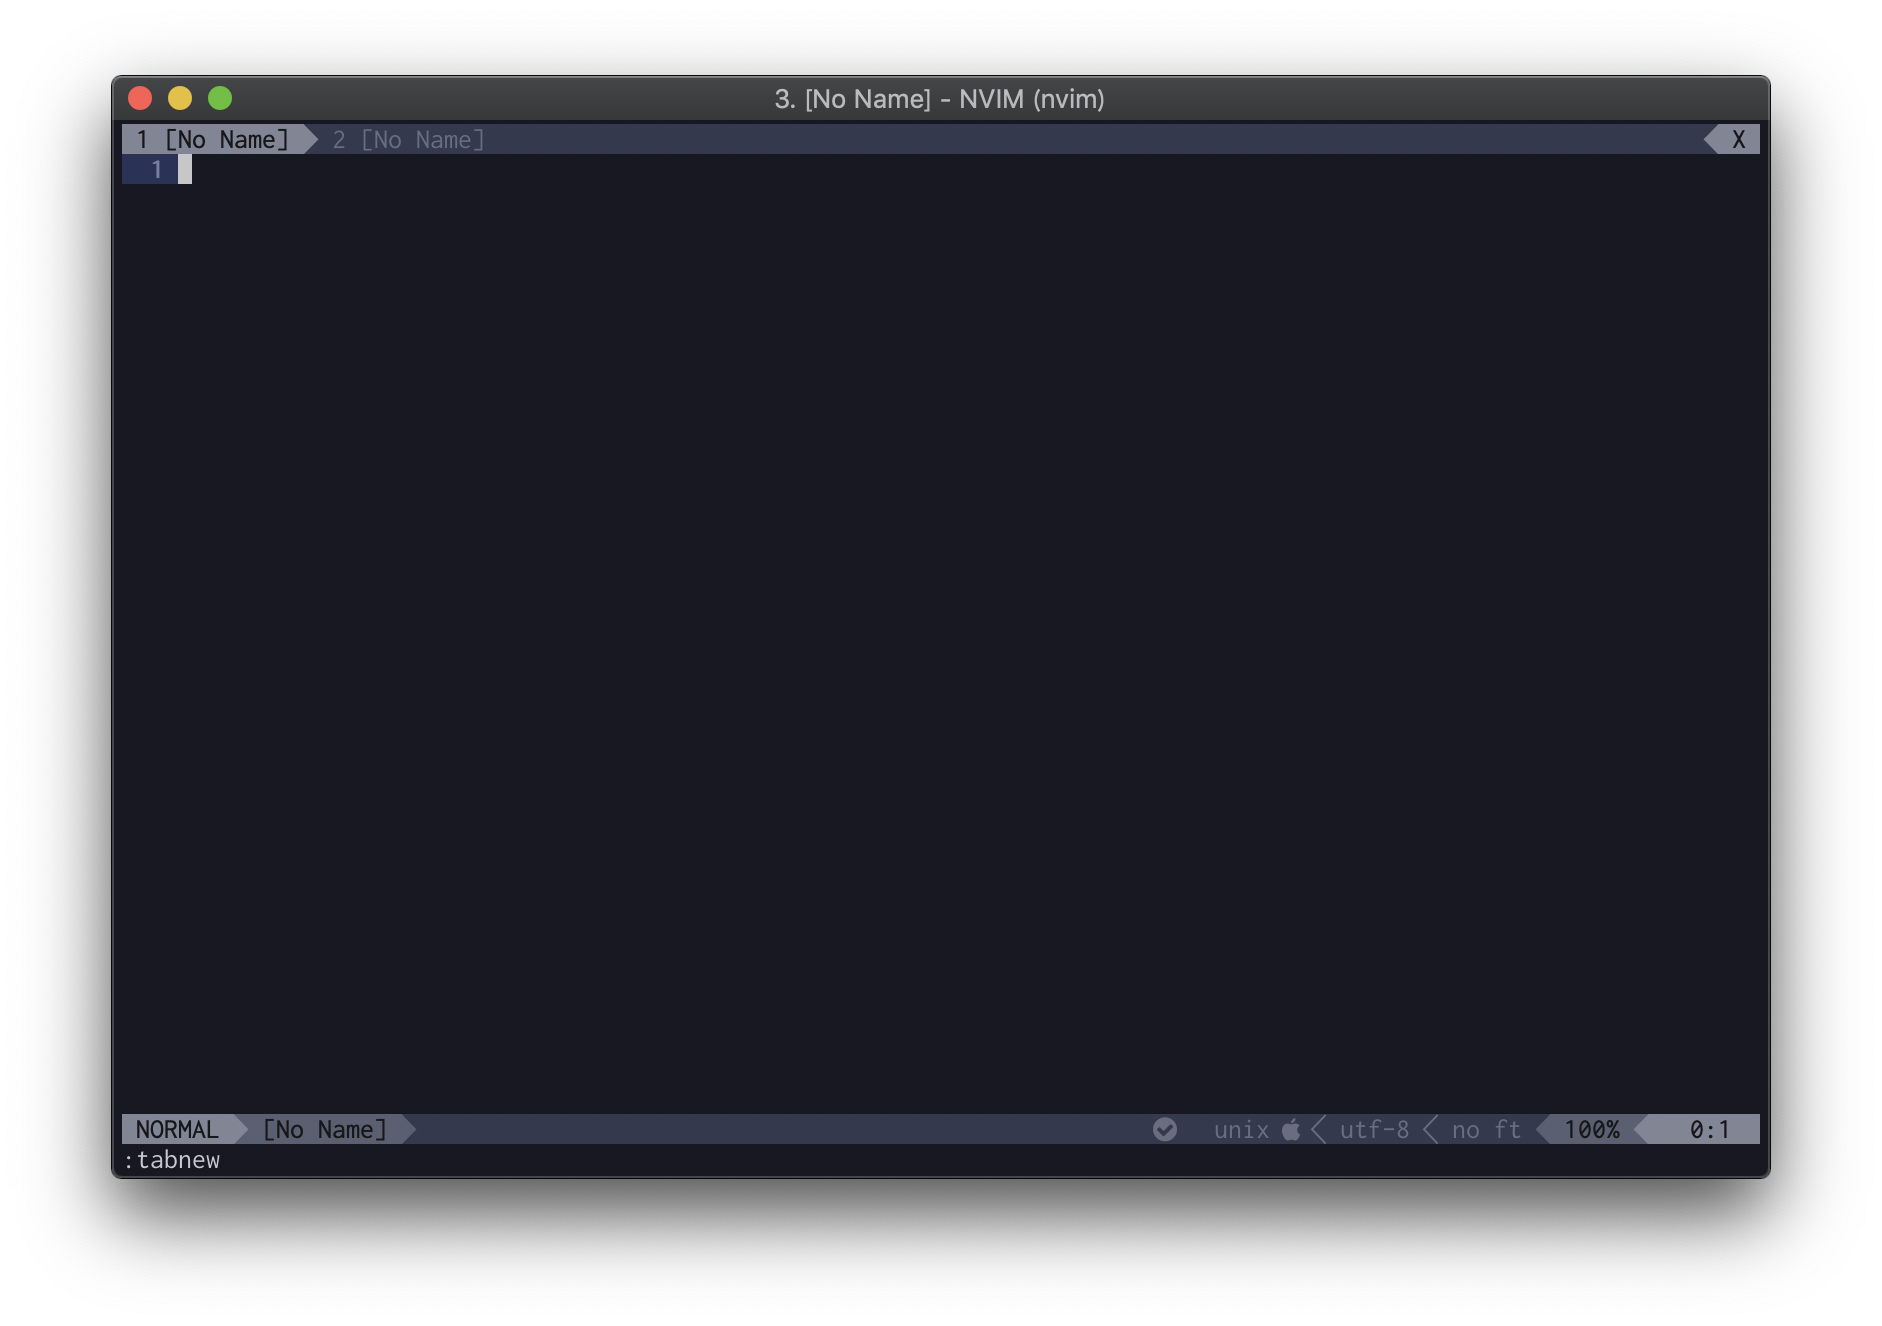 3. [No Name] - NVIM (nvim)
1 [No Name] 2 [No Name] X
1
NORMAL [No Name] unix utf-8 no ft 100% 0:1
:tabnew